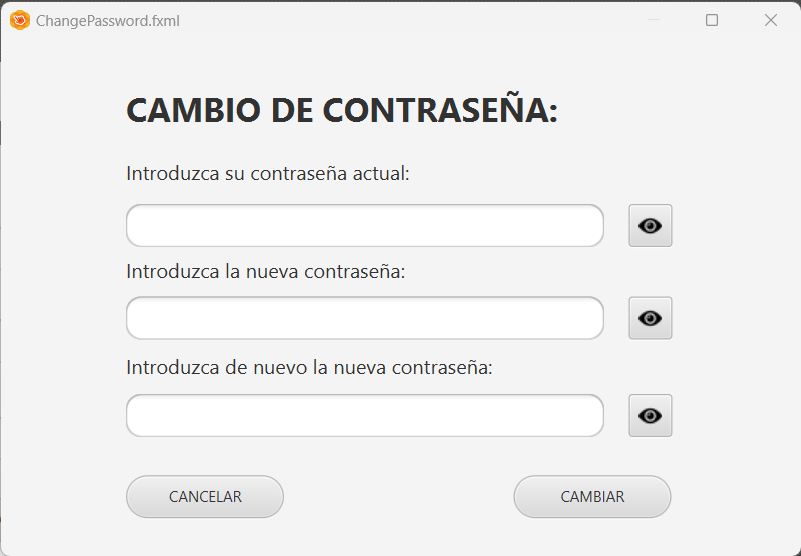 ChangePassword.fxml
CAMBIO DE CONTRASEÑA:
Introduzca su contraseña actual:
Introduzca la nueva contraseña:
Introduzca de nuevo la nueva contraseña:
CANCELAR CAMBIAR